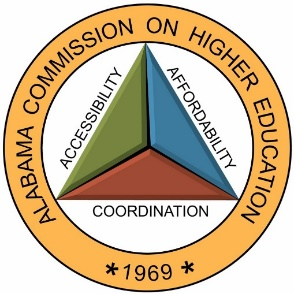 ALABAMA COMMISSION ON HIGHER EDUCATION
ACCESSIBILITY
AFFORDABILITY
COORDINATION
*1969*